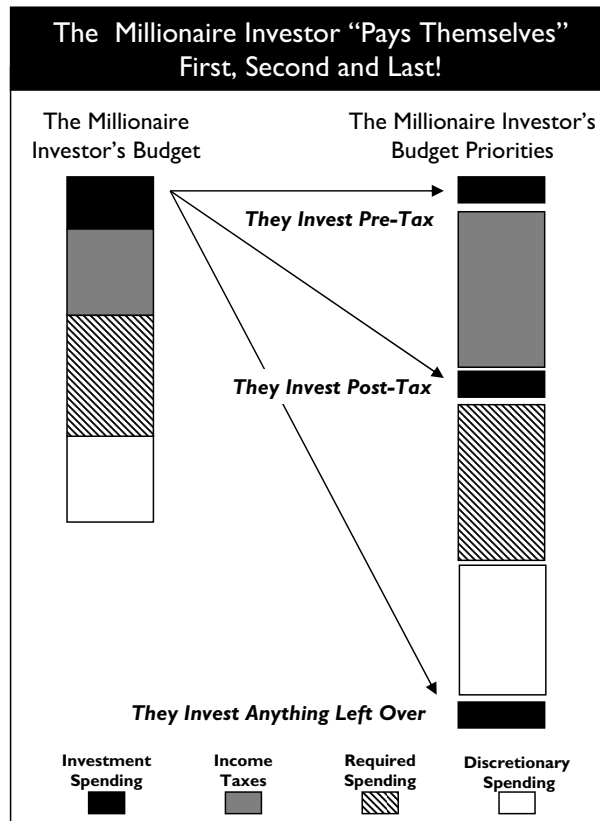 The Millionaire Investor “Pays Themselves”
First, Second and Last!
The Millionaire
Investor’s Budget
The Millionaire Investor’s
Budget Priorities
They Invest Pre-Tax
They Invest Post-Tax
They Invest Anything Left Over
Investment
Spending
Income
Taxes
Required
Spending
Discretionary
Spending